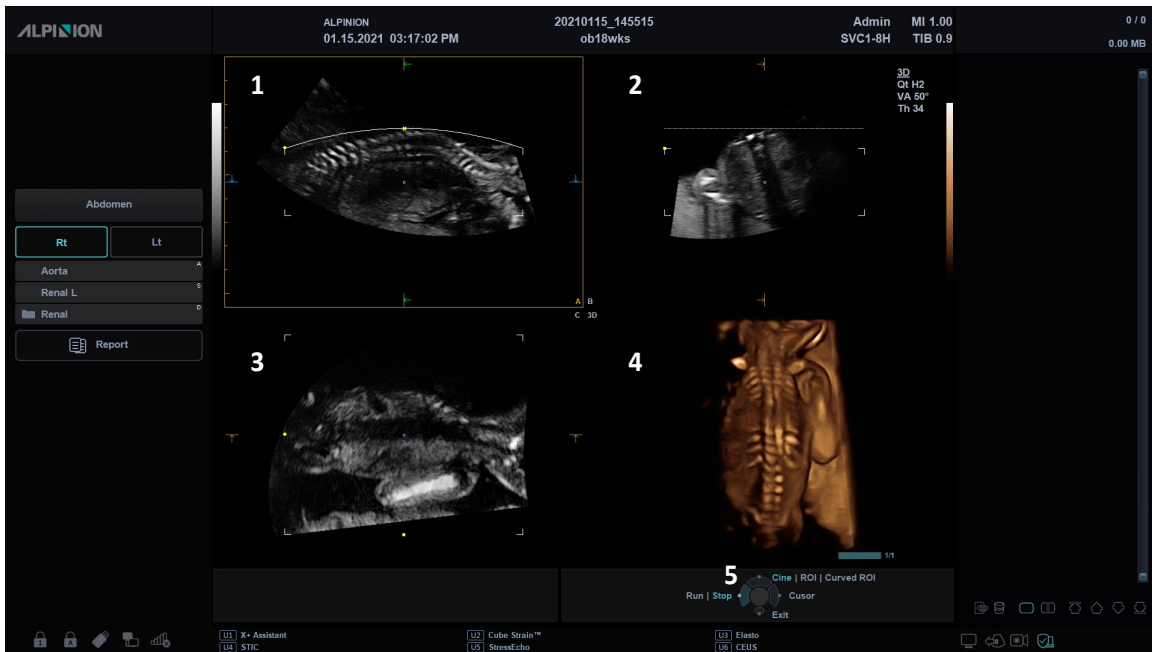 ALPINION
ALPINION 20210115_145515 Admin MI 1.00
01.15.2021 03:17:02 PM ob18wks SVC1-8H TIB 0.9
0 / 0
0.00 MB
1
2
3D
Qt H2
VA 50°
Th 34
Abdomen
Rt Lt
Aorta A
Renal L S
Renal D
Report
A B
C 3D
3
4
1/1
5
Cine | ROI | Curved ROI
Run | Stop Cusor
Exit
U1 X+ Assistant U2 Cube Strain™ U3 Elasto
U4 STIC U5 StressEcho U6 CEUS
1 A